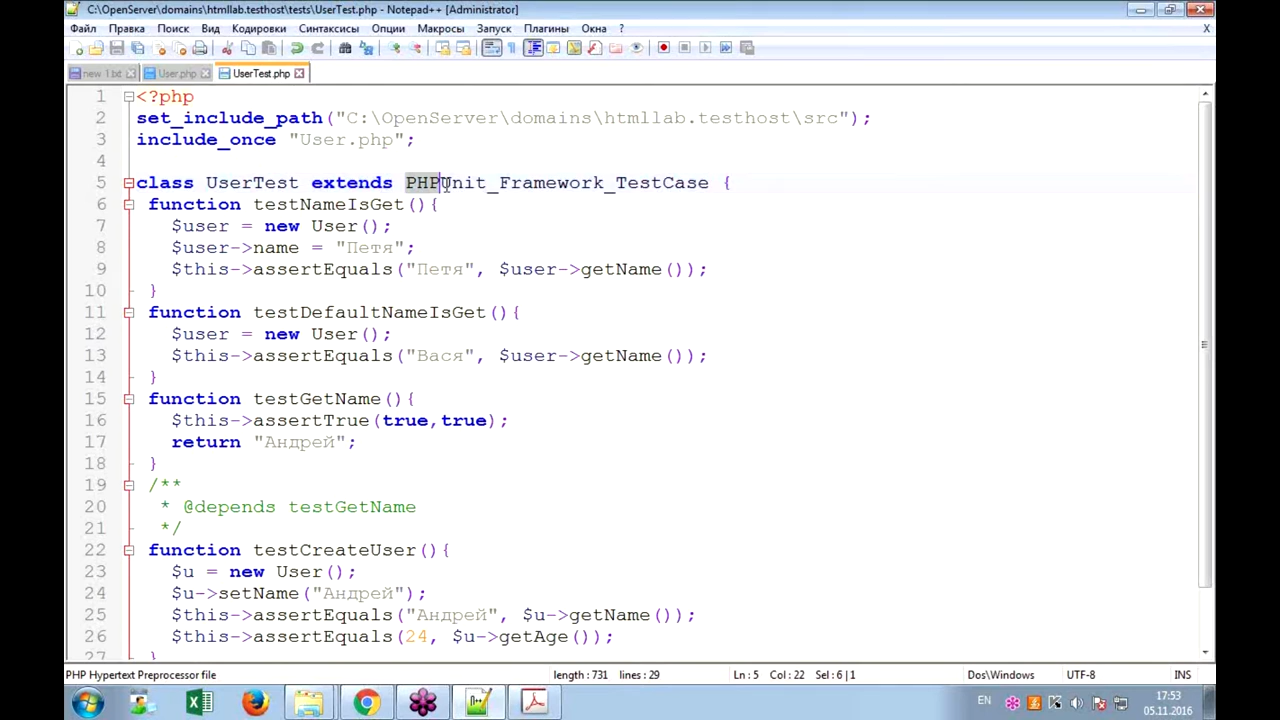 C:\OpenServer\domains\htmllab.testhost\tests\UserTest.php - Notepad++ [Administrator]
Файл Правка Поиск Вид Кодировки Синтаксисы Опции Макросы Запуск Плагины Окна X
new 1.txt User.php UserTest.php
1 <?php
2 set_include_path("C:\OpenServer\domains\htmllab.testhost\src");
3 include_once "User.php";
4
5 class UserTest extends PHPUnit_Framework_TestCase {
6 function testNameIsGet(){
7 $user = new User();
8 $user->name = "Петя";
9 $this->assertEquals("Петя", $user->getName());
10 }
11 function testDefaultNameIsGet(){
12 $user = new User();
13 $this->assertEquals("Вася", $user->getName());
14 }
15 function testGetName(){
16 $this->assertTrue(true,true);
17 return "Андрей";
18 }
19 /**
20 * @depends testGetName
21 */
22 function testCreateUser(){
23 $u = new User();
24 $u->setName("Андрей");
25 $this->assertEquals("Андрей", $u->getName());
26 $this->assertEquals(24, $u->getAge());
27 }
PHP Hypertext Preprocessor file length : 731 lines : 29 Ln : 5 Col : 22 Sel : 6 | 1 Dos\Windows UTF-8 INS
EN 17:53
05.11.2016